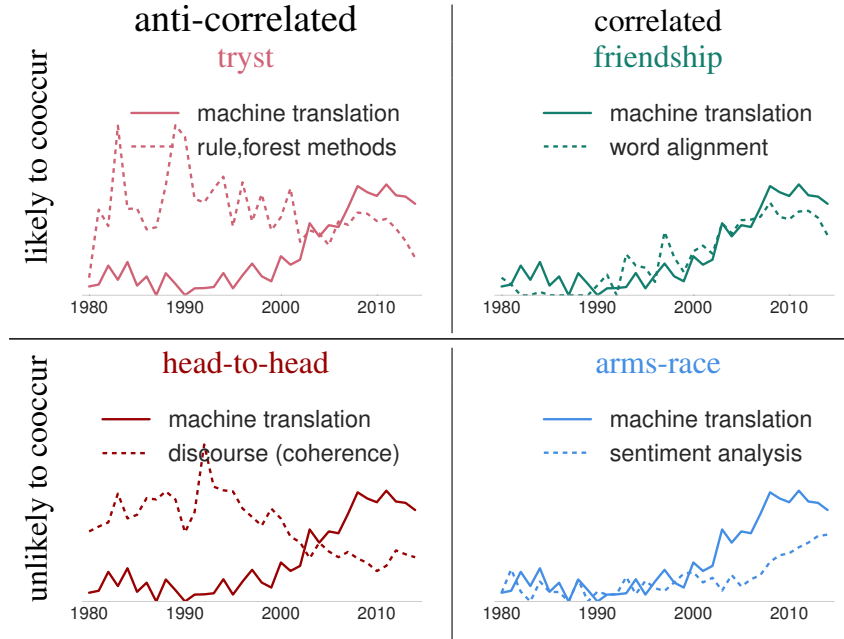 anti-correlated
correlated
likely to cooccur
tryst
machine translation
rule,forest methods
1980 1990 2000 2010
friendship
machine translation
word alignment
1980 1990 2000 2010
unlikely to cooccur
head-to-head
machine translation
discourse (coherence)
1980 1990 2000 2010
arms-race
machine translation
sentiment analysis
1980 1990 2000 2010